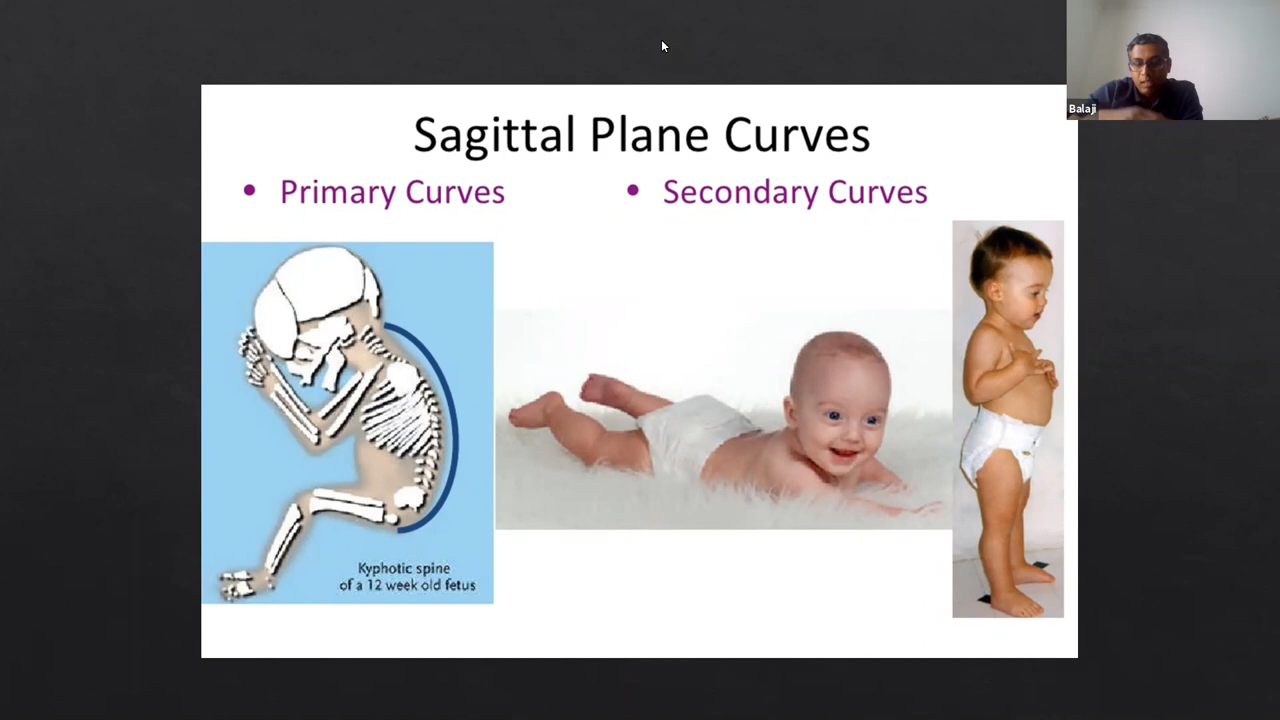 Balaji
Sagittal Plane Curves
• Primary Curves
• Secondary Curves
Kyphotic spine
of a 12 week old fetus